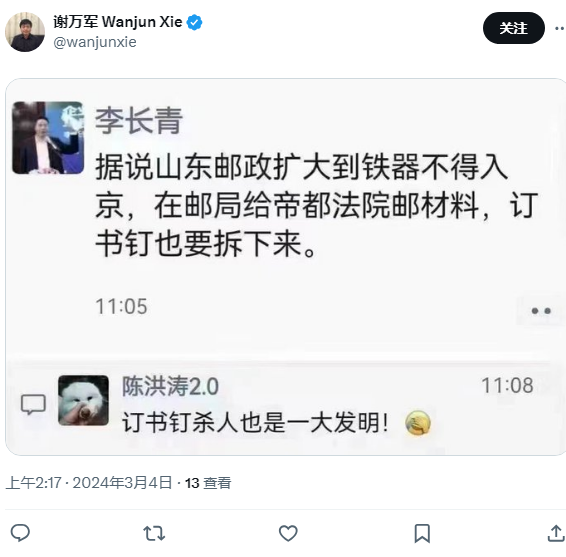 谢万军 Wanjun Xie
@wanjunxie
关注
李长青
据说山东邮政扩大到铁器不得入
京，在邮局给帝都法院邮材料，订
书钉也要拆下来。
11:05
陈洪涛2.0
11:08
订书钉杀人也是一大发明！
上午2:17 · 2024年3月4日 · 13 查看